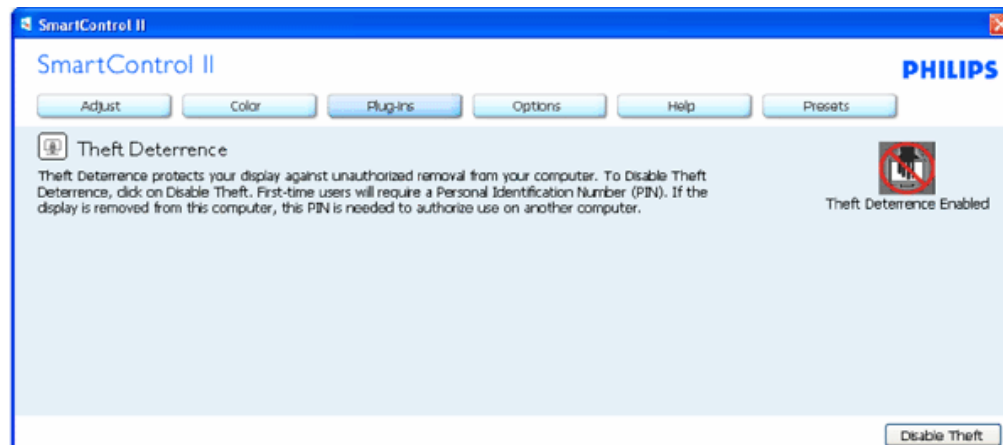 SmartControl II
SmartControl II
PHILIPS
Adjust Color Plug-Ins Options Help Presets
Theft Deterrence
Theft Deterrence protects your display against unauthorized removal from your computer. To Disable Theft
Deterrence, click on Disable Theft. First-time users will require a Personal Identification Number (PIN). If the
display is removed from this computer, this PIN is needed to authorize use on another computer.
Theft Deterrence Enabled
Disable Theft